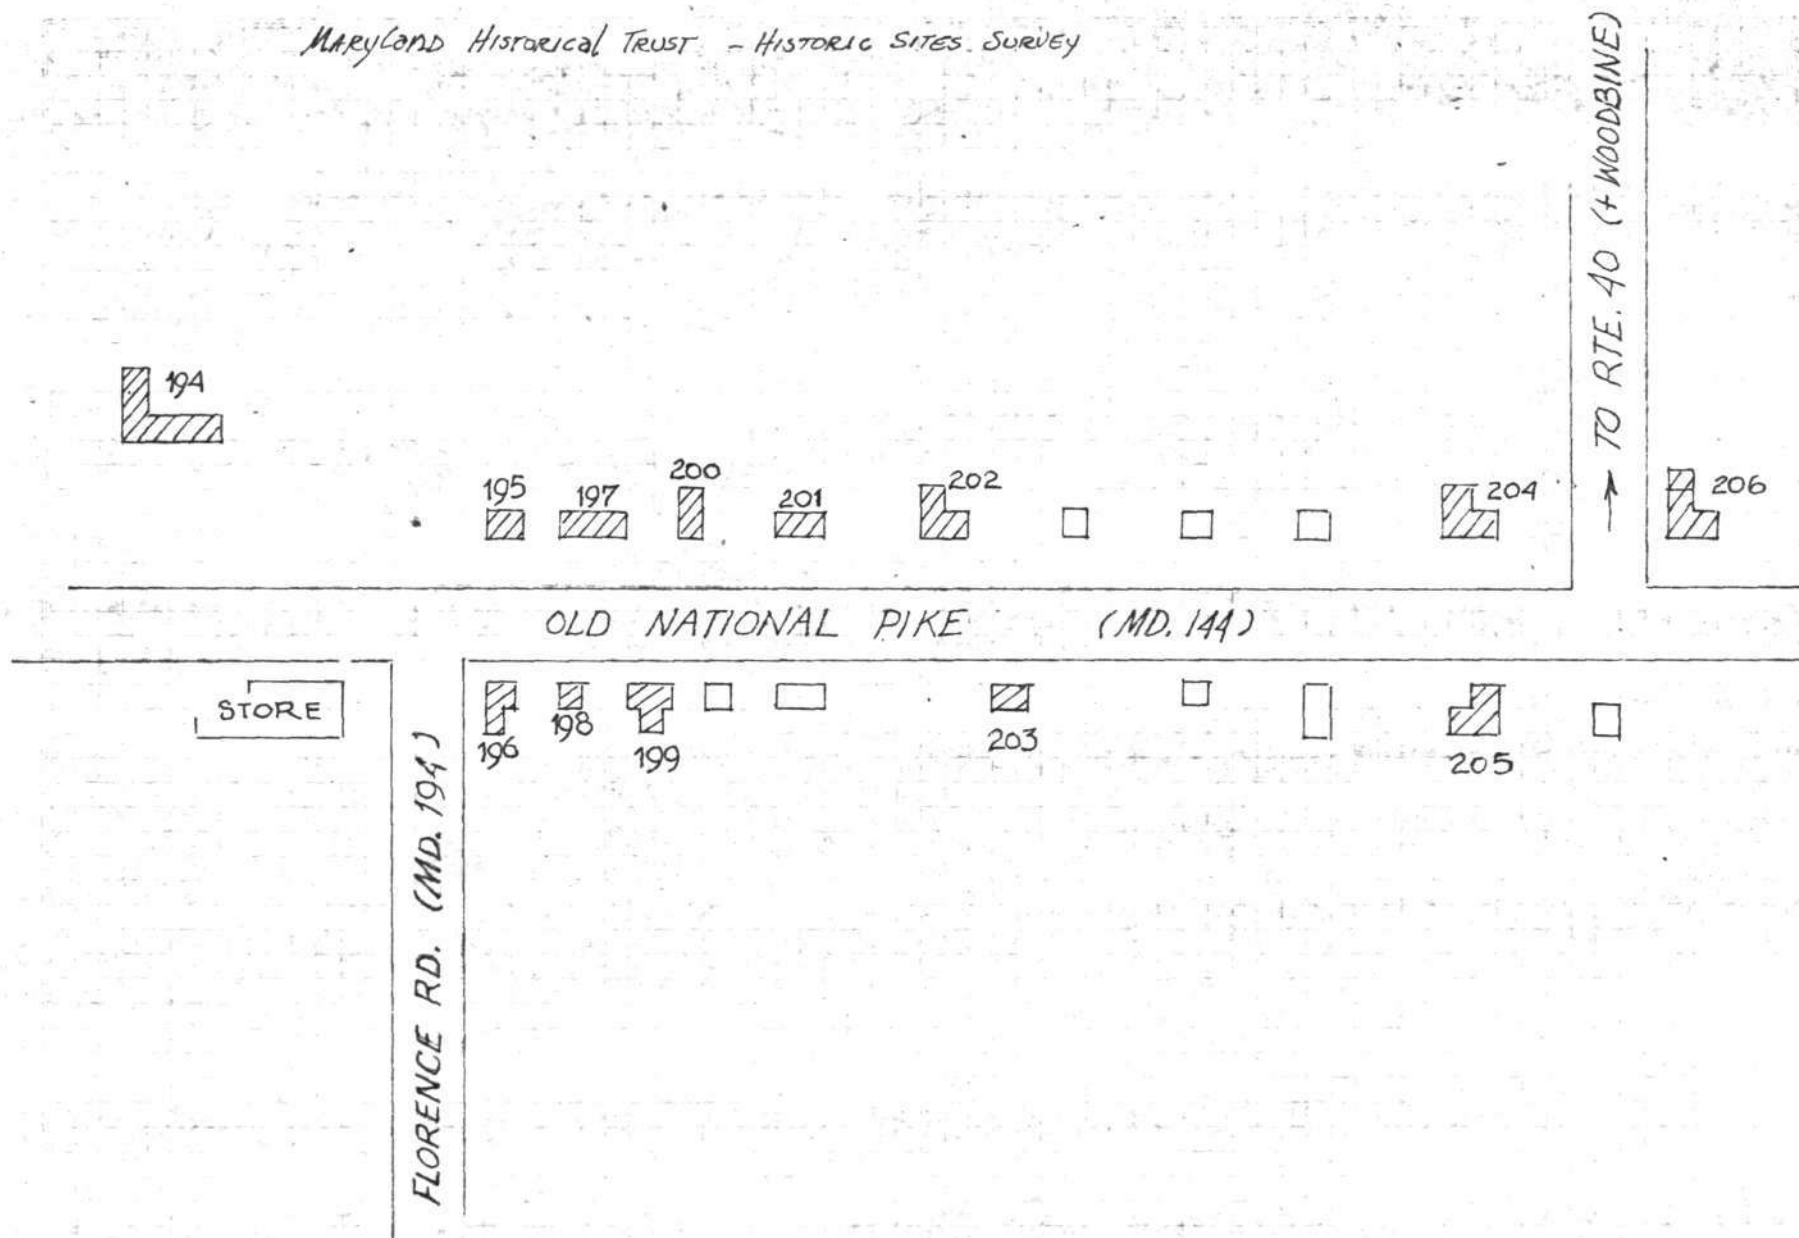 MARYLAND HISTORICAL TRUST - HISTORIC SITES SURVEY
→ TO RTE. 40 (+ WOODBINE)
194
195
197
200
201
202
204
206
OLD NATIONAL PIKE (MD. 144)
STORE
196
198
199
203
205
FLORENCE RD. (MD. 194)